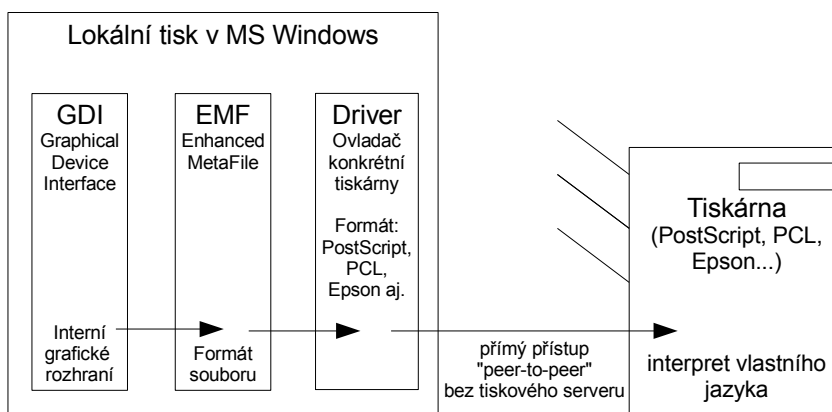 Lokální tisk v MS Windows
GDI
Graphical
Device
Interface
Interní
grafické
rozhraní
EMF
Enhanced
MetaFile
Formát
souboru
Driver
Ovladač
konkrétní
tiskárny
Formát:
PostScript,
PCL,
Epson aj.
přímý přístup
"peer-to-peer"
bez tiskového serveru
Tiskárna
(PostScript, PCL,
Epson...)
interpret vlastního
jazyka